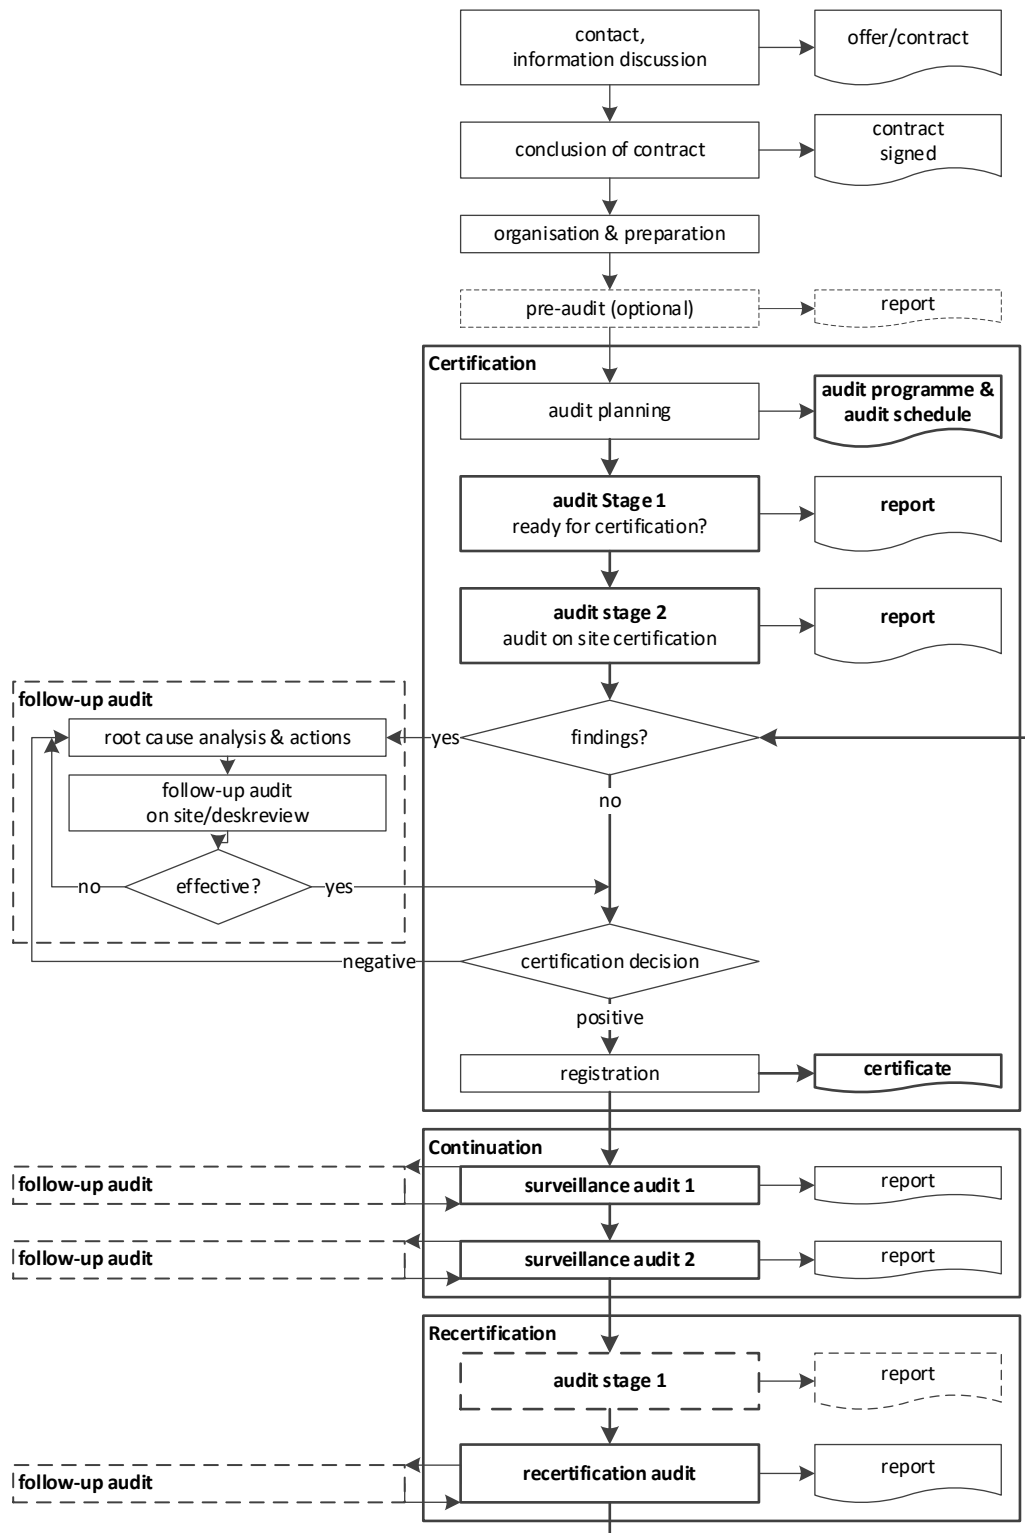 contact,
information discussion
offer/contract
conclusion of contract
contract
signed
organisation & preparation
pre-audit (optional)
report
Certification
audit planning
audit programme &
audit schedule
audit Stage 1
ready for certification?
report
audit stage 2
audit on site certification
report
follow-up audit
root cause analysis & actions
yes
findings?
follow-up audit
on site/deskreview
no
no
effective?
yes
negative
certification decision
positive
registration
certificate
Continuation
follow-up audit
surveillance audit 1
report
follow-up audit
surveillance audit 2
report
Recertification
audit stage 1
report
follow-up audit
recertification audit
report